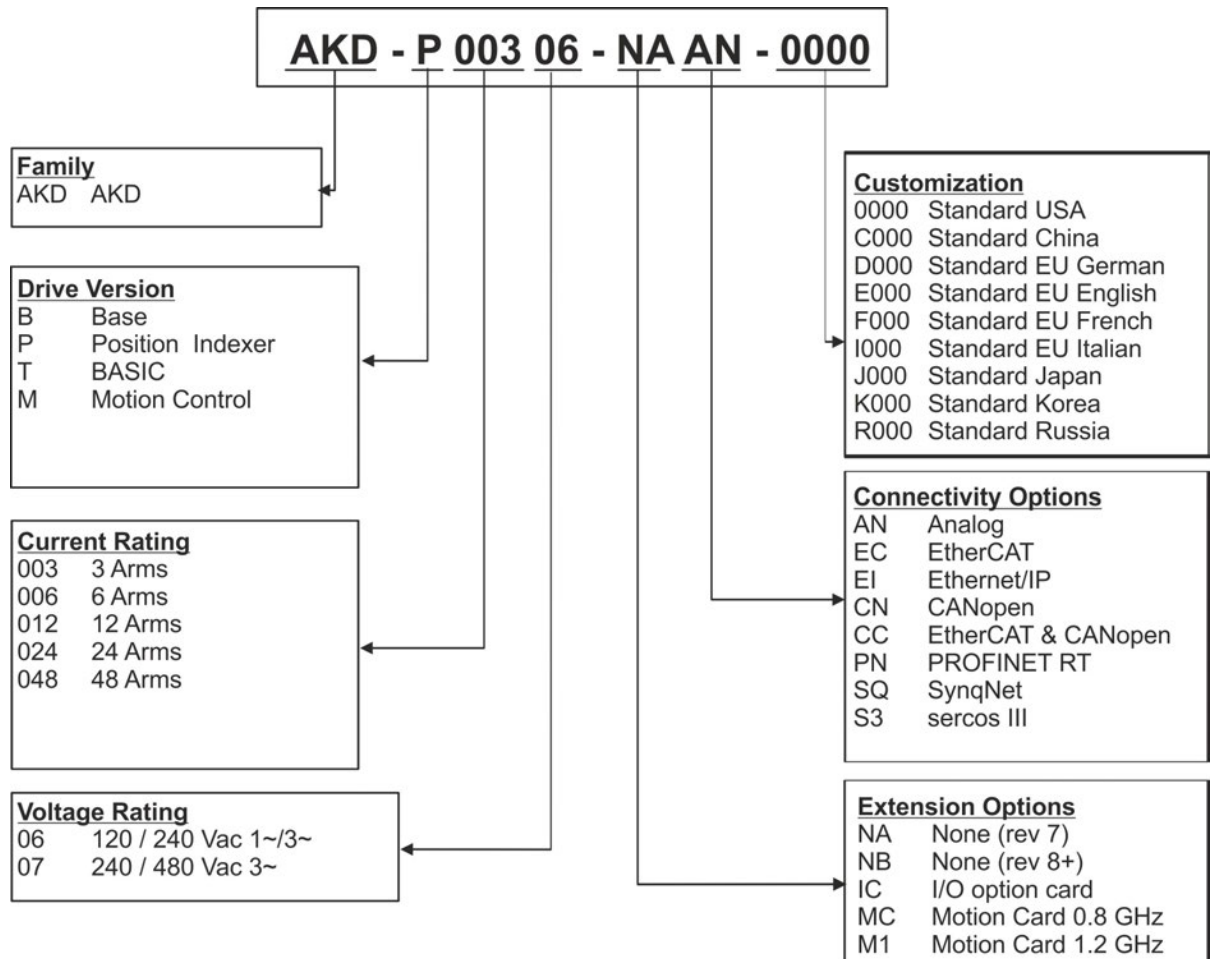 AKD - P 003 06 - NA AN - 0000
Family
AKD AKD
Drive Version
B Base
P Position Indexer
T BASIC
M Motion Control
Current Rating
003 3 Arms
006 6 Arms
012 12 Arms
024 24 Arms
048 48 Arms
Voltage Rating
06 120 / 240 Vac 1~/3~
07 240 / 480 Vac 3~
Customization
0000 Standard USA
C000 Standard China
D000 Standard EU German
E000 Standard EU English
F000 Standard EU French
I000 Standard EU Italian
J000 Standard Japan
K000 Standard Korea
R000 Standard Russia
Connectivity Options
AN Analog
EC EtherCAT
EI Ethernet/IP
CN CANopen
CC EtherCAT & CANopen
PN PROFINET RT
SQ SynqNet
S3 sercos III
Extension Options
NA None (rev 7)
NB None (rev 8+)
IC I/O option card
MC Motion Card 0.8 GHz
M1 Motion Card 1.2 GHz